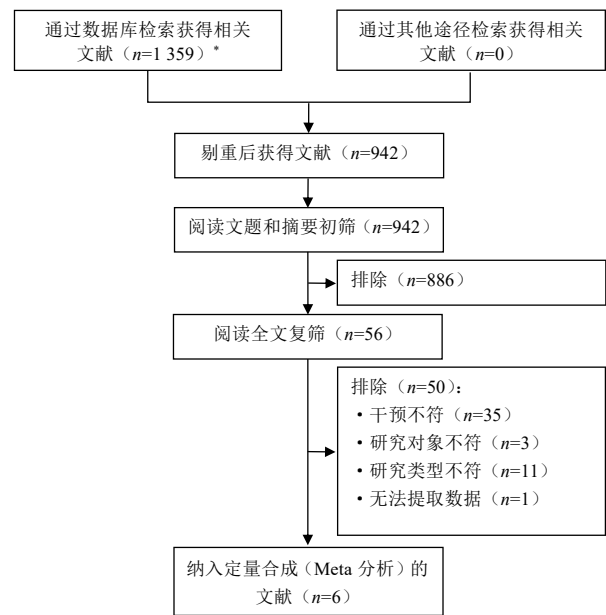 通过数据库检索获得相关
文献（n=1 359）*
通过其他途径检索获得相关
文献（n=0）
剔重后获得文献（n=942）
阅读文题和摘要初筛（n=942）
排除（n=886）
阅读全文复筛（n=56）
排除（n=50）：
• 干预不符（n=35）
• 研究对象不符（n=3）
• 研究类型不符（n=11）
• 无法提取数据（n=1）
纳入定量合成（Meta 分析）的
文献（n=6）